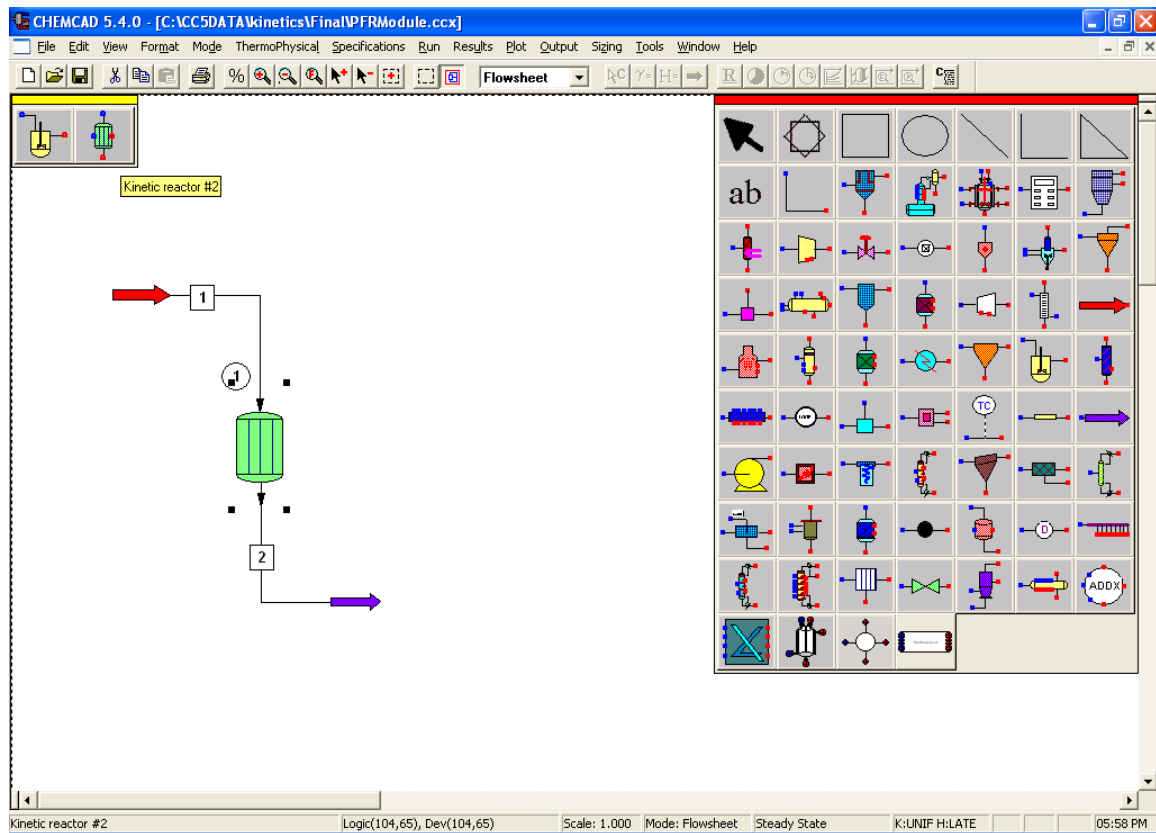 CHEMCAD 5.4.0 - [C:\CC5DATA\kinetics\Final\PFRModule.ccx]
File Edit View Format Mode ThermoPhysical Specifications Run Results Plot Output Sizing Tools Window Help
% Flowsheet C γ= H= R C
Kinetic reactor #2
ab
1
1
TC
2
D
ADDX
Kinetic reactor #2 Logic(104,65), Dev(104,65) Scale: 1.000 Mode: Flowsheet Steady State K:UNIF H:LATE 05:58 PM